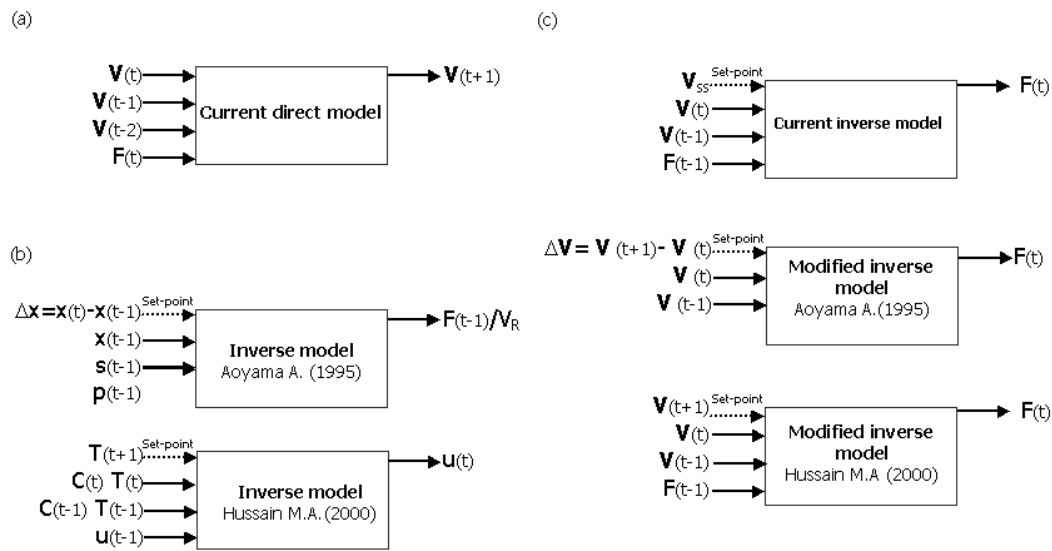 (a)
V(t)
V(t-1)
V(t-2)
F(t)
Current direct model
V(t+1)
(b)
Δx=x(t)-x(t-1) Set-point
x(t-1)
s(t-1)
p(t-1)
Inverse model
Aoyama A. (1995)
F(t-1)/VR
T(t+1) Set-point
C(t) T(t)
C(t-1) T(t-1)
u(t-1)
Inverse model
Hussain M.A.(2000)
u(t)
(c)
Vss Set-point
V(t)
V(t-1)
F(t-1)
Current inverse model
F(t)
ΔV= V (t+1)- V (t) Set-point
V (t)
V (t-1)
Modified inverse
model
Aoyama A.(1995)
F(t)
V(t+1) Set-point
V(t)
V(t-1)
F(t-1)
Modified inverse
model
Hussain M.A (2000)
F(t)